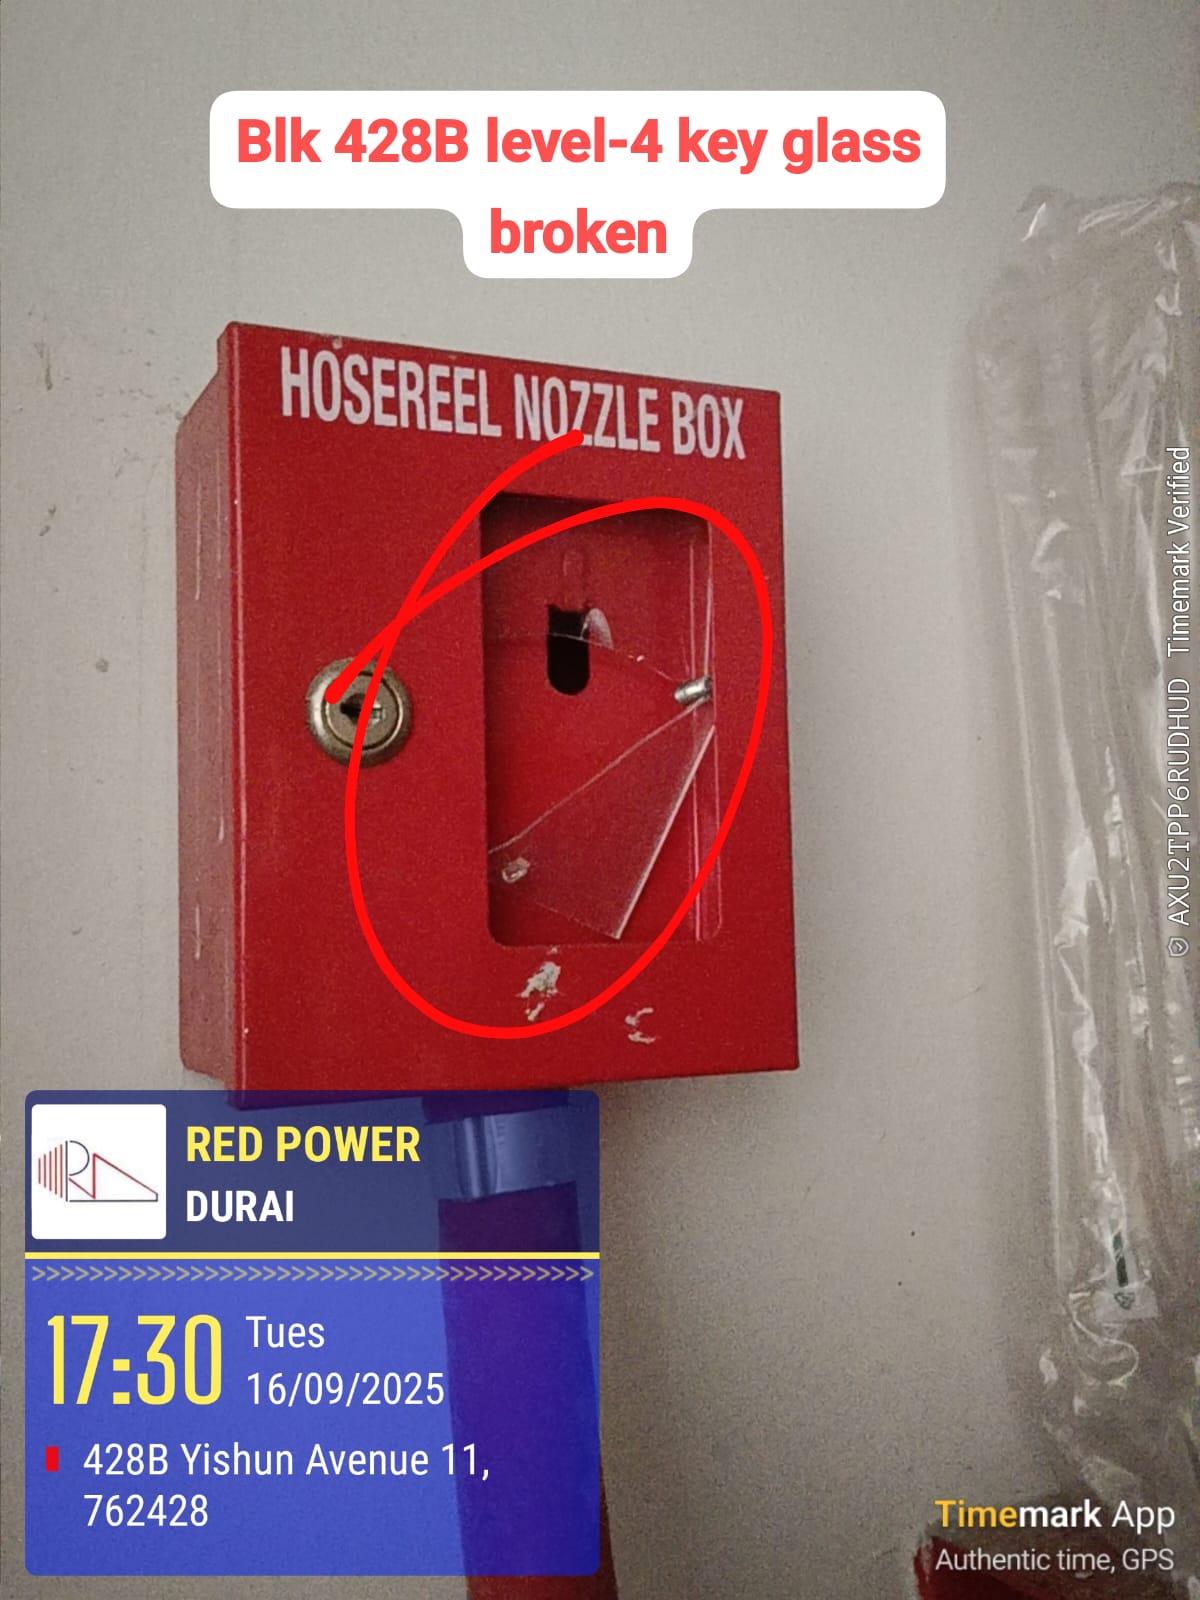 Blk 428B level-4 key glass
broken
HOSEREEL NOZZLE BOX
RED POWER
DURAI
>>>>>>>>>>>>>>>>>>>>>>>>>>>>>>>>>>>>>>>
17:30
Tues
16/09/2025
428B Yishun Avenue 11,
762428
AXU2TPP6RUDHUD Timemark Verified
Timemark App
Authentic time, GPS